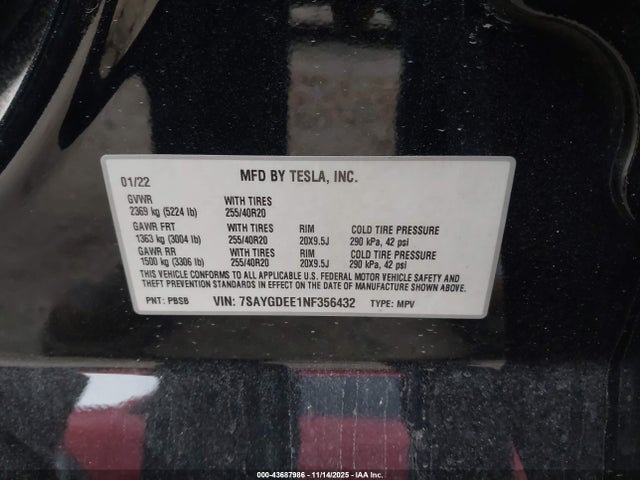 01/22 MFD BY TESLA, INC.
GVWR WITH TIRES
2369 kg (5224 lb) 255/40R20
GAWR FRT WITH TIRES RIM COLD TIRE PRESSURE
1363 kg (3004 lb) 255/40R20 20X9.5J 290 kPa, 42 psi
GAWR RR WITH TIRES RIM COLD TIRE PRESSURE
1500 kg (3306 lb) 255/40R20 20X9.5J 290 kPa, 42 psi
THIS VEHICLE CONFORMS TO ALL APPLICABLE U.S. FEDERAL MOTOR VEHICLE SAFETY AND
THEFT PREVENTION STANDARDS IN EFFECT ON THE DATE OF MANUFACTURE SHOWN ABOVE.
PNT: PBSB VIN: 7SAYGDEE1NF356432 TYPE: MPV
000-43687986 - 11/14/2025 - IAA Inc.